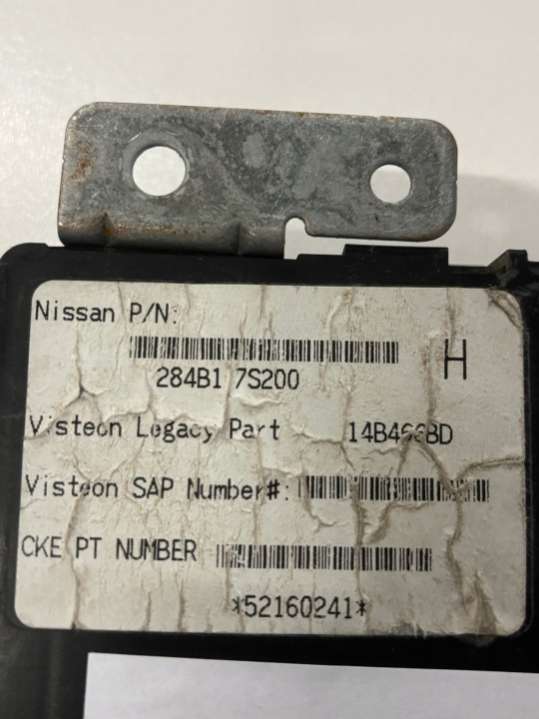 Nissan P/N:
H
284B1 7S200
Visteon Legacy Part
Visteon SAP Number#:
CKE PT NUMBER
*52160241*